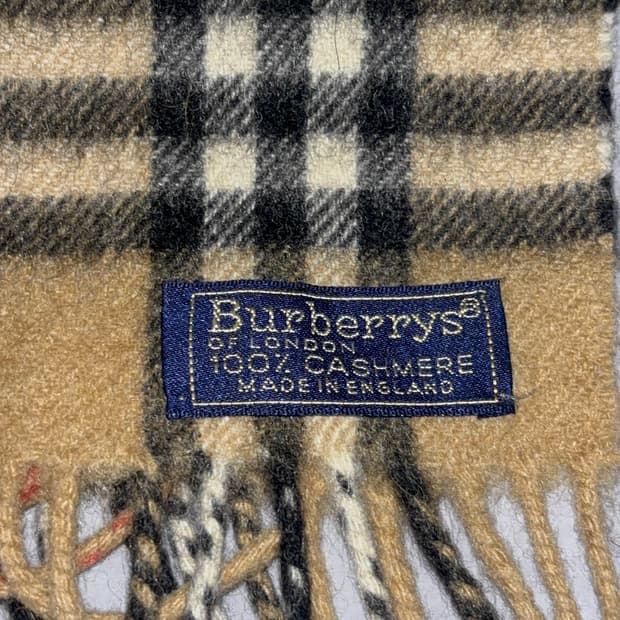 Burberrys®
OF LONDON
100% CASHMERE
MADE IN ENGLAND